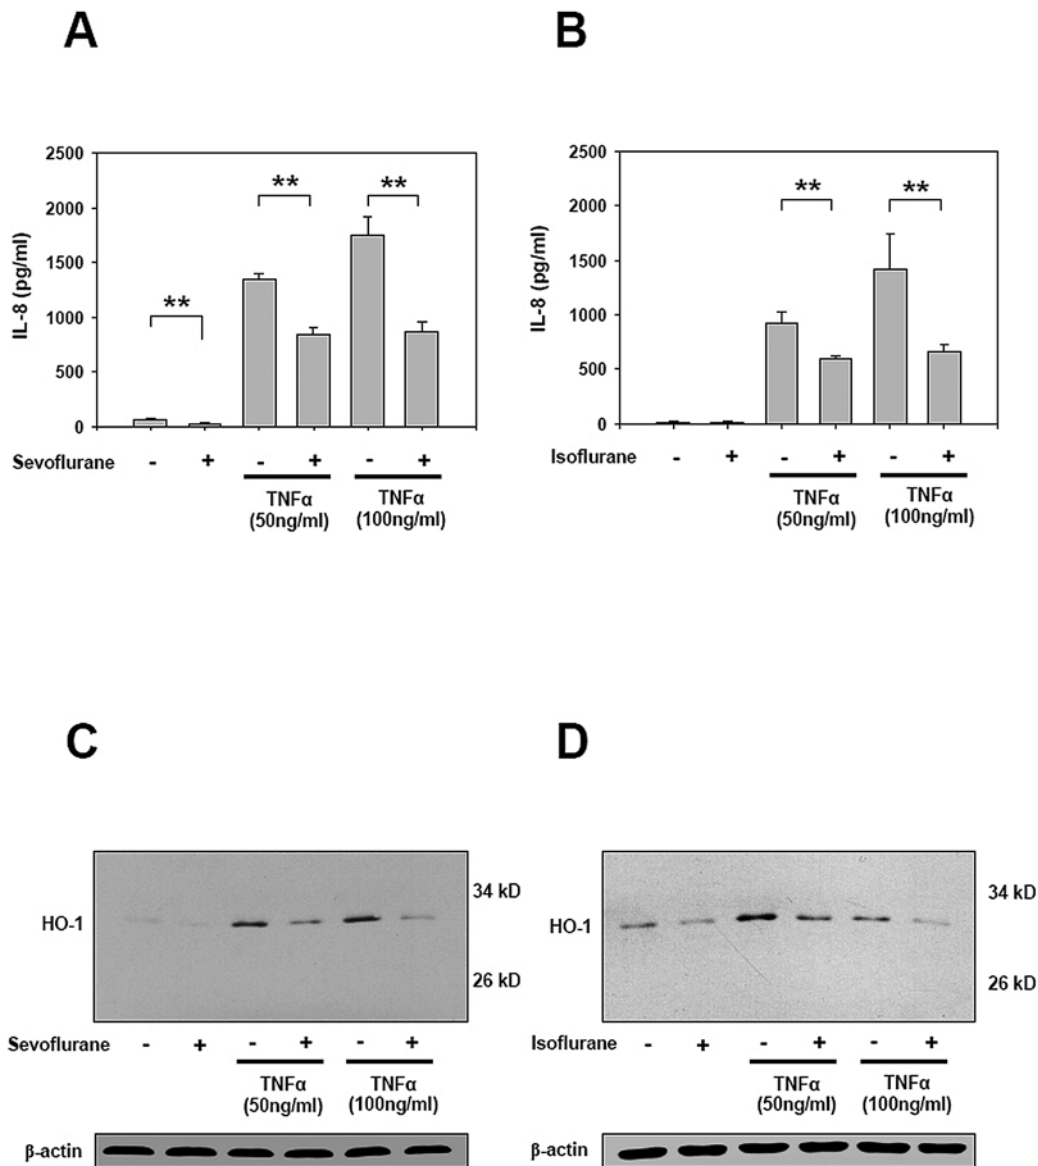 A
B
2500
2000
1500
1000
500
0
IL-8 (pg/ml)
**
**
**
Sevoflurane - + - + - +
TNFα
(50ng/ml)
TNFα
(100ng/ml)
2500
2000
1500
1000
500
0
IL-8 (pg/ml)
**
**
Isoflurane - + - + - +
TNFα
(50ng/ml)
TNFα
(100ng/ml)
C
D
HO-1
34 kD
26 kD
Sevoflurane - + - + - +
TNFα
(50ng/ml)
TNFα
(100ng/ml)
β-actin
HO-1
34 kD
26 kD
Isoflurane - + - + - +
TNFα
(50ng/ml)
TNFα
(100ng/ml)
β-actin